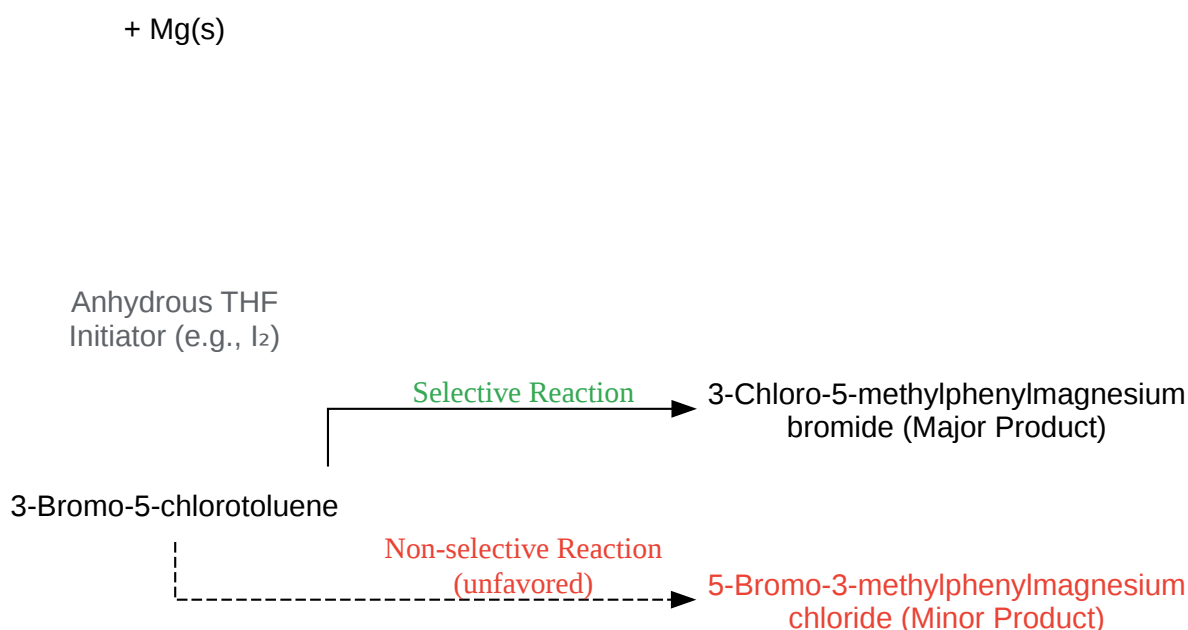 + Mg(s)
Anhydrous THF
Initiator (e.g., I₂)
Selective Reaction
3-Chloro-5-methylphenylmagnesium
bromide (Major Product)
3-Bromo-5-chlorotoluene
Non-selective Reaction
(unfavored)
5-Bromo-3-methylphenylmagnesium
chloride (Minor Product)